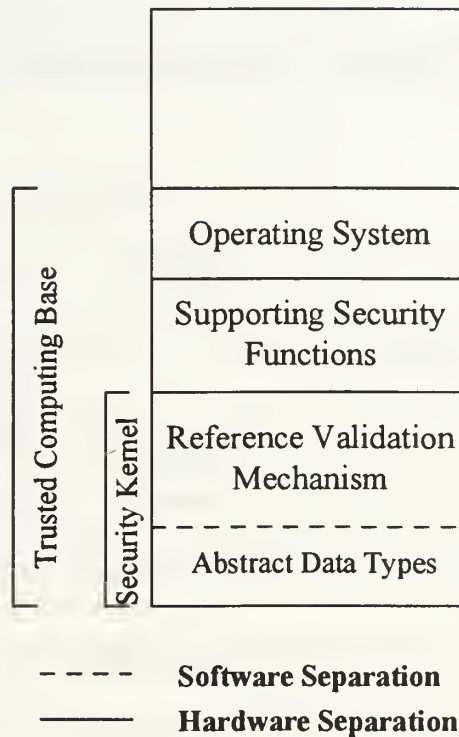 Operating System
Supporting Security
Functions
Reference Validation
Mechanism
Abstract Data Types
Trusted Computing Base
Security Kernel
Software Separation
Hardware Separation